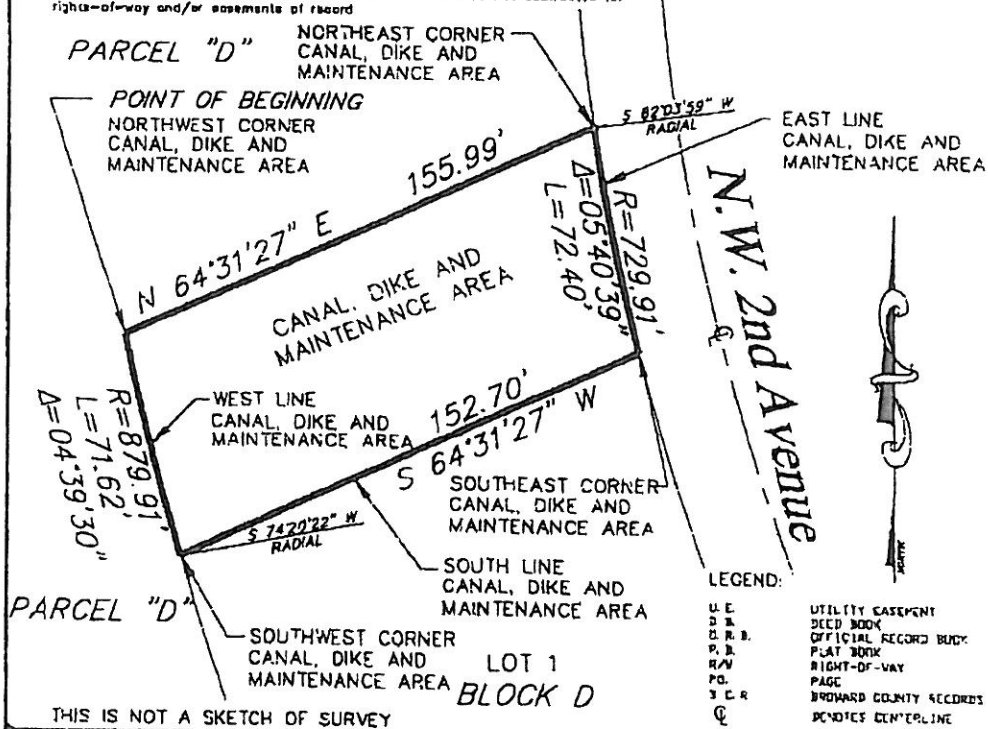 rights-of-way and/or easements of record
PARCEL "D"
NORTHEAST CORNER
CANAL, DIKE AND
MAINTENANCE AREA
POINT OF BEGINNING
NORTHWEST CORNER
CANAL, DIKE AND
MAINTENANCE AREA
S 82°03'59" W
RADIAL
EAST LINE
CANAL, DIKE AND
MAINTENANCE AREA
N 64°31'27" E
155.99'
R=729.91'
Δ=05°40'39"
L=72.40'
N.W. 2nd Avenue
CANAL, DIKE AND
MAINTENANCE AREA
R=879.91'
L=71.62'
Δ=04°39'30"
WEST LINE
CANAL, DIKE AND
MAINTENANCE AREA
152.70'
S 64°31'27" W
S 74°20'22" W
RADIAL
SOUTHEAST CORNER
CANAL, DIKE AND
MAINTENANCE AREA
SOUTH LINE
CANAL, DIKE AND
MAINTENANCE AREA
PARCEL "D"
SOUTHWEST CORNER
CANAL, DIKE AND
MAINTENANCE AREA
LOT 1
BLOCK D
THIS IS NOT A SKETCH OF SURVEY
NORTH
LEGEND:
U.E. UTILITY EASEMENT
D.B. DEED BOOK
O.R.B. OFFICIAL RECORD BOOK
P.B. PLAT BOOK
R/W RIGHT-OF-WAY
PG. PAGE
B.C.R. BROWARD COUNTY RECORDS
℄ DENOTES CENTERLINE